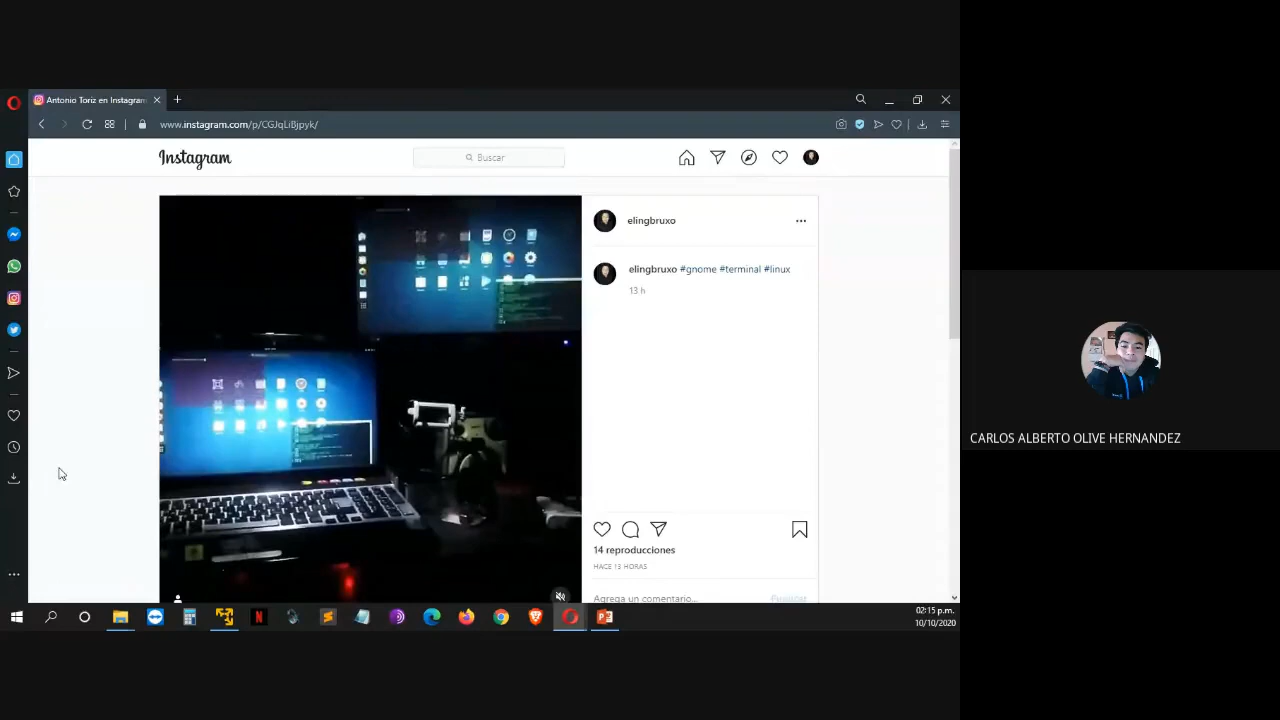 Antonio Toriz en Instagram
www.instagram.com/p/CGJqLiBjpyk/
Instagram
Buscar
elingbruxo
elingbruxo #gnome #terminal #linux
13 h
14 reproducciones
HACE 13 HORAS
Agrega un comentario...
Publicar
02:15 p.m.
10/10/2020
CARLOS ALBERTO OLIVE HERNANDEZ